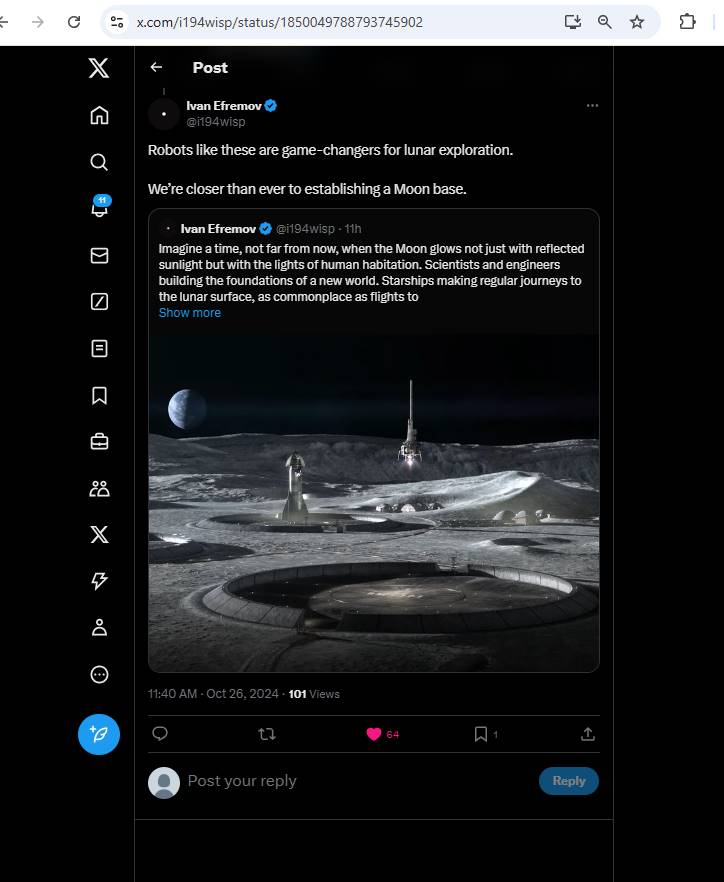 x.com/i194wisp/status/1850049788793745902
Post
Ivan Efremov
@i194wisp
11
Robots like these are game-changers for lunar exploration.
We're closer than ever to establishing a Moon base.
Ivan Efremov @i194wisp · 11h
Imagine a time, not far from now, when the Moon glows not just with reflected
sunlight but with the lights of human habitation. Scientists and engineers
building the foundations of a new world. Starships making regular journeys to
the lunar surface, as commonplace as flights to
Show more
11:40 AM · Oct 26, 2024 · 101 Views
64
1
Post your reply
Reply